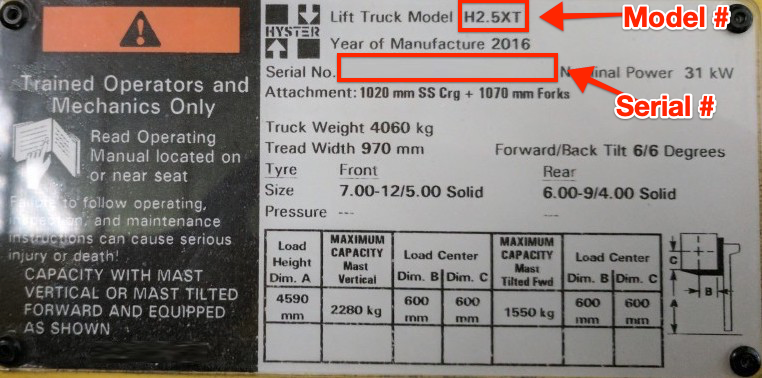 Trained Operators and
Mechanics Only
Read Operating
Manual located on
or near seat
to follow operating,
and maintenance
instructions can cause serious
injury or death!
CAPACITY WITH MAST
VERTICAL OR MAST TILTED
FORWARD AND EQUIPPED
AS SHOWN
HYSTER
Lift Truck Model H2.5XT
Model #
Year of Manufacture 2016
Serial No. Nominal Power 31 kW
Serial #
Attachment: 1020 mm SS Crg + 1070 mm Forks
Truck Weight 4060 kg
Tread Width 970 mm Forward/Back Tilt 6/6 Degrees
Tyre Front Rear
Size 7.00-12/5.00 Solid 6.00-9/4.00 Solid
Pressure --- ---
Load Height Dim. A MAXIMUM CAPACITY Mast Vertical Load Center MAXIMUM CAPACITY Mast Tilted Fwd Load Center
Dim. B Dim. C Dim. B Dim. C
4590 mm 2280 kg 600 mm 600 mm 1550 kg 600 mm 600 mm
C
B
A